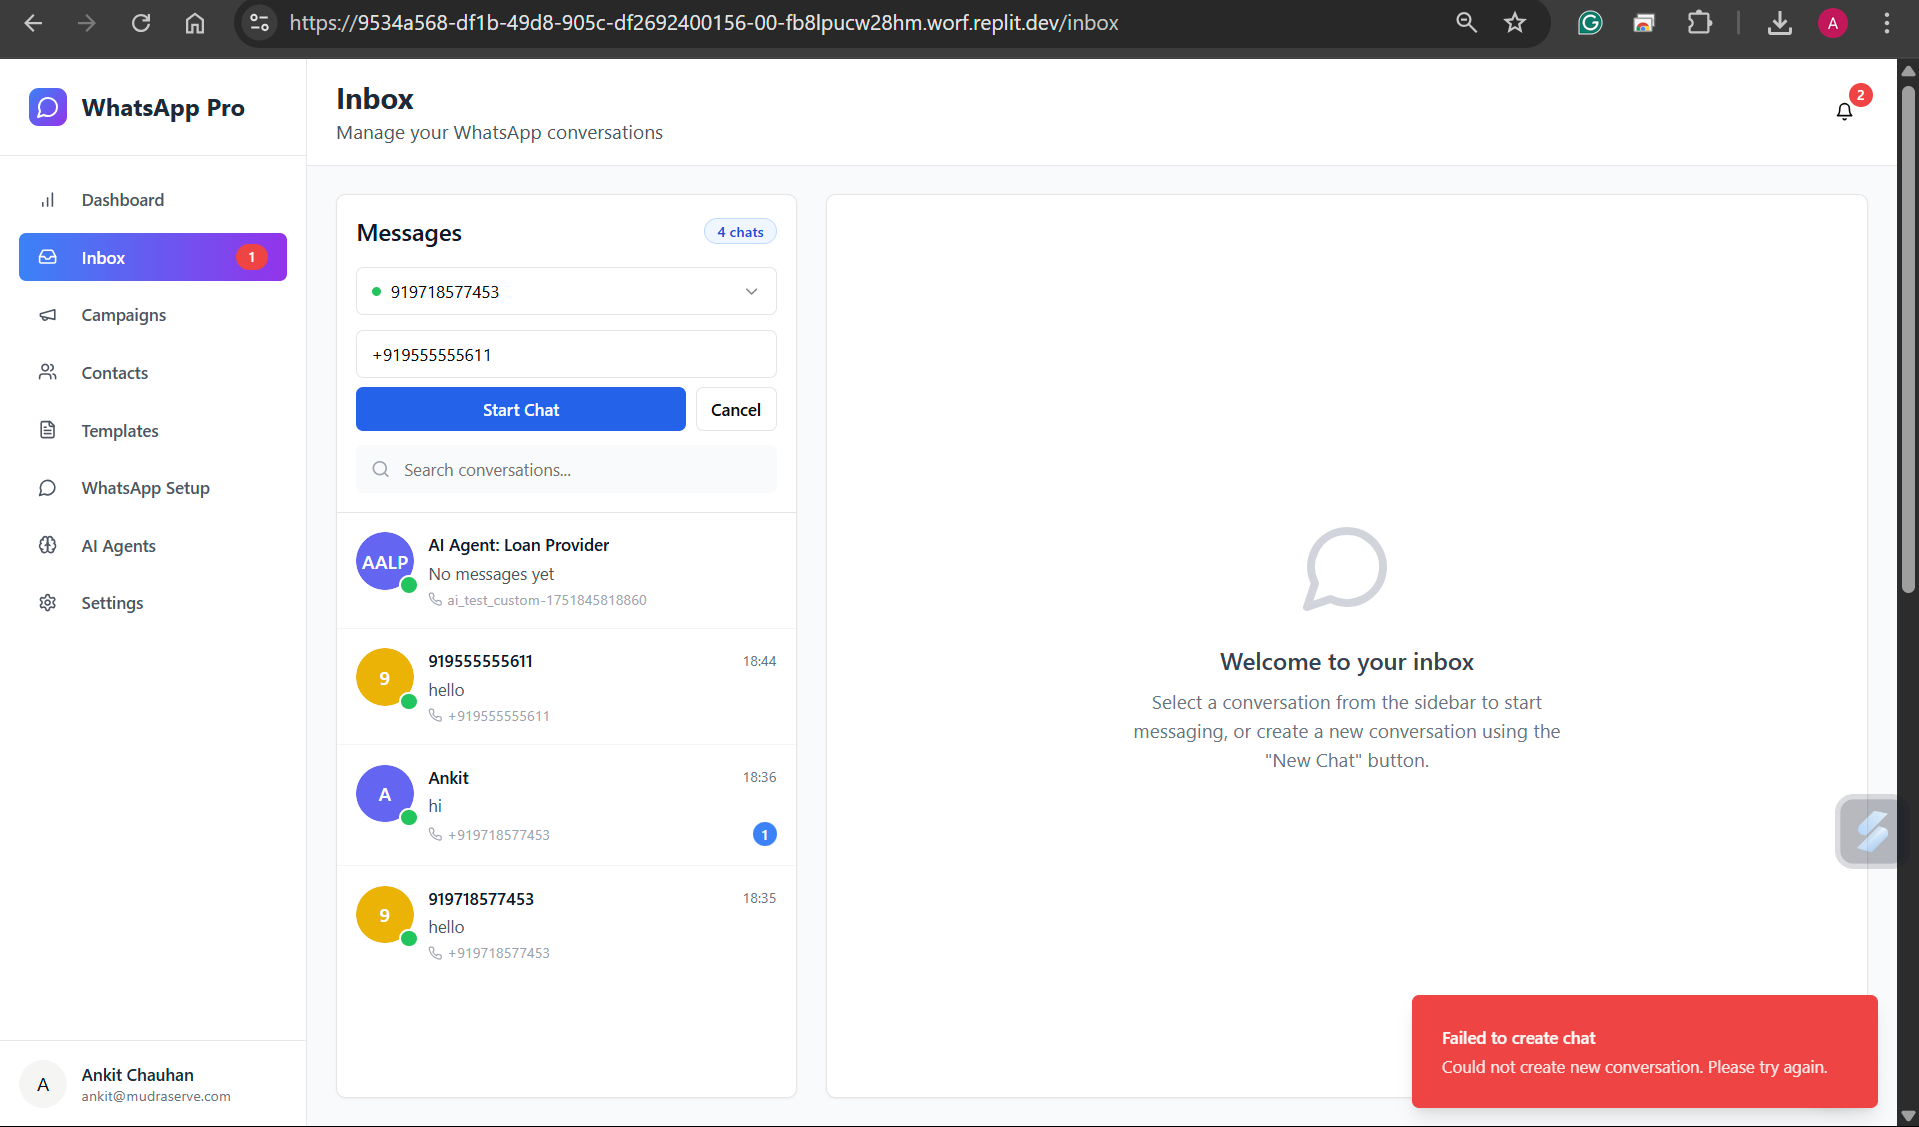 https://9534a568-df1b-49d8-905c-df2692400156-00-fb8lpucw28hm.worf.replit.dev/inbox
A
WhatsApp Pro
Dashboard
Inbox
1
Campaigns
Contacts
Templates
WhatsApp Setup
AI Agents
Settings
A
Ankit Chauhan
ankit@mudraserve.com
Inbox
Manage your WhatsApp conversations
2
Messages
4 chats
919718577453
+919555555611
Start Chat
Cancel
Search conversations...
AALP
AI Agent: Loan Provider
No messages yet
ai_test_custom-1751845818860
9
919555555611
18:44
hello
+919555555611
A
Ankit
18:36
hi
+919718577453
1
9
919718577453
18:35
hello
+919718577453
Welcome to your inbox
Select a conversation from the sidebar to start
messaging, or create a new conversation using the
"New Chat" button.
Failed to create chat
Could not create new conversation. Please try again.